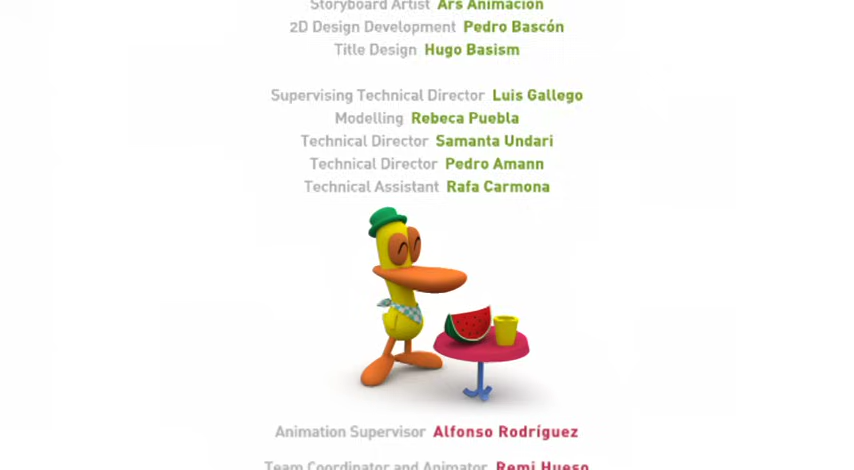 Storyboard Artist Ars Animación
2D Design Development Pedro Bascón
Title Design Hugo Basism
Supervising Technical Director Luis Gallego
Modelling Rebeca Puebla
Technical Director Samanta Undari
Technical Director Pedro Amann
Technical Assistant Rafa Carmona
Animation Supervisor Alfonso Rodríguez
Team Coordinator and Animator Remi Hueso